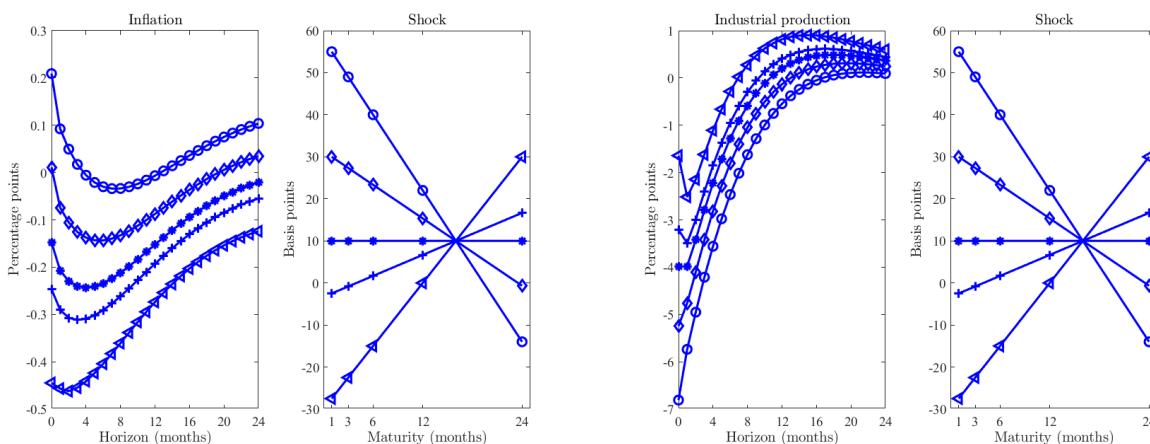 Inflation
Percentage points
0.3
0.2
0.1
0
-0.1
-0.2
-0.3
-0.4
-0.5
0 4 8 12 16 20 24
Horizon (months)
Shock
Basis points
60
50
40
30
20
10
0
-10
-20
-30
1 3 6 12 24
Maturity (months)
Industrial production
Percentage points
1
0
-1
-2
-3
-4
-5
-6
-7
0 4 8 12 16 20 24
Horizon (months)
Shock
Basis points
60
50
40
30
20
10
0
-10
-20
-30
1 3 6 12 24
Maturity (months)